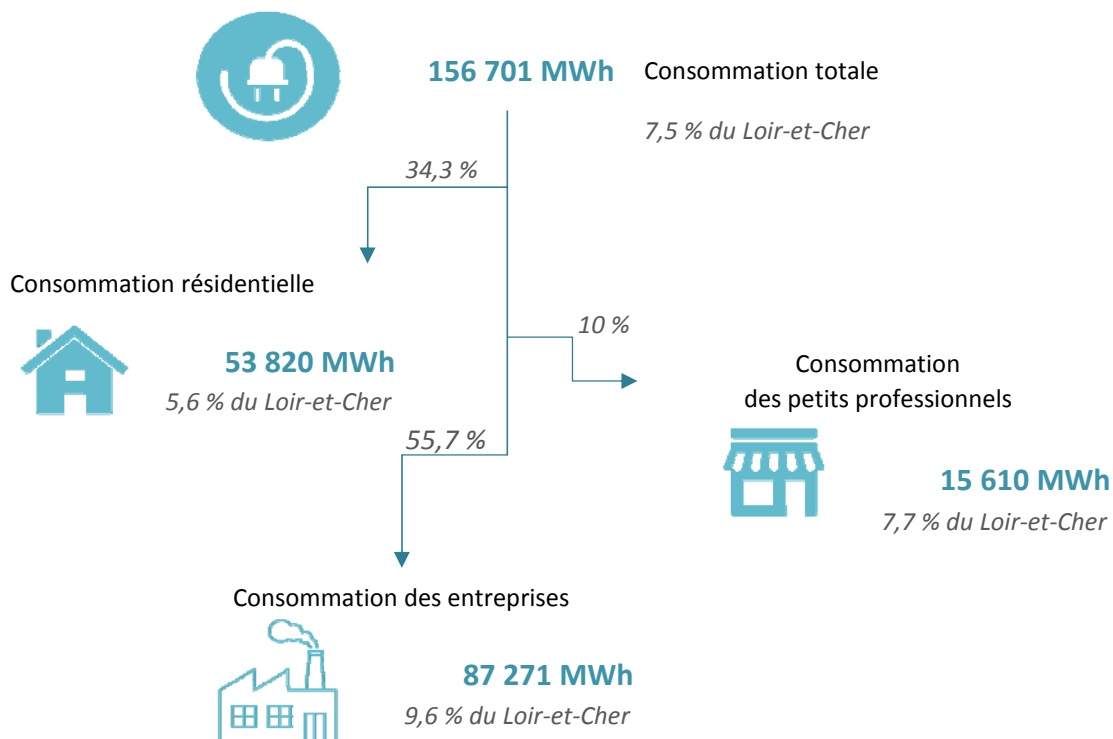 156 701 MWh
Consommation totale
7,5 % du Loir-et-Cher
34,3 %
Consommation résidentielle
53 820 MWh
5,6 % du Loir-et-Cher
10 %
Consommation
des petits professionnels
15 610 MWh
7,7 % du Loir-et-Cher
55,7 %
Consommation des entreprises
87 271 MWh
9,6 % du Loir-et-Cher